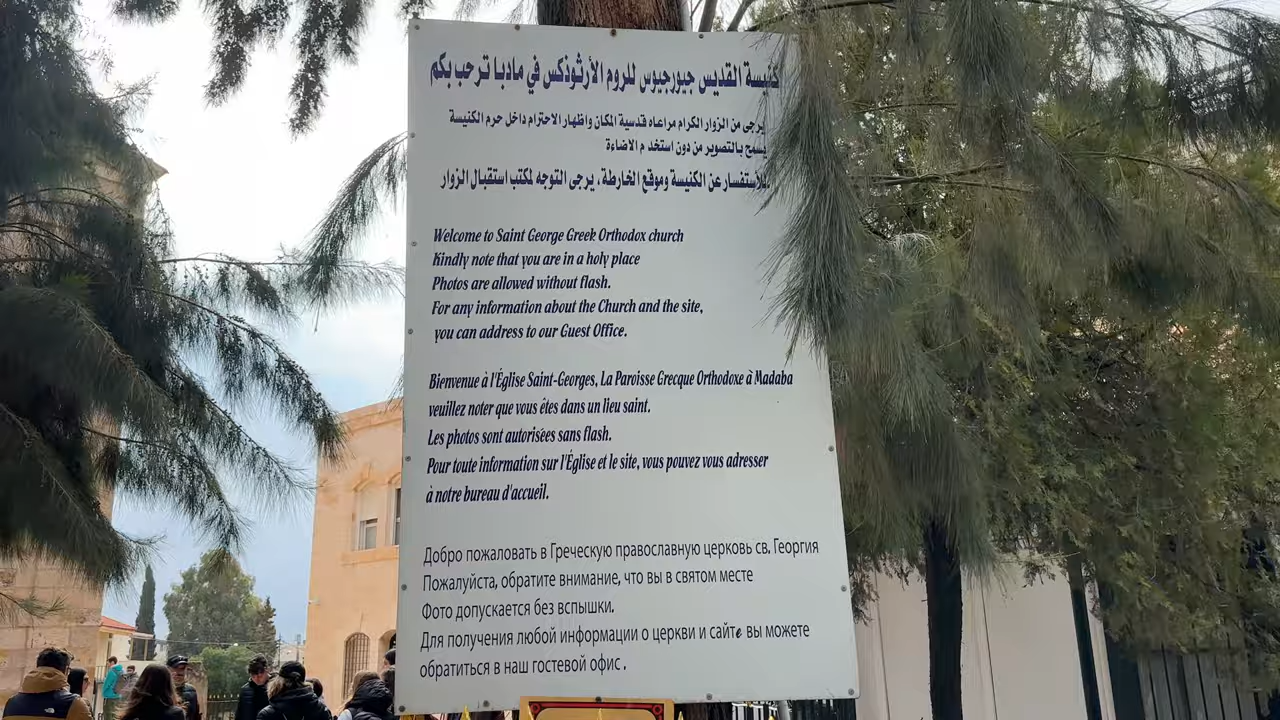 كنيسة القديس جيورجيوس للروم الأرثوذكس في مادبا ترحب بكم
يرجى من الزوار الكرام مراعاه قدسية المكان واظهار الاحترام داخل حرم الكنيسة
يسمح بالتصوير من دون استخد م الاضاءة
للأستفسار عن الكنيسة وموقع الخارطة، يرجى التوجه لمكتب استقبال الزوار
Welcome to Saint George Greek Orthodox church
Kindly note that you are in a holy place
Photos are allowed without flash.
For any information about the Church and the site,
you can address to our Guest Office.
Bienvenue à l'Église Saint-Georges, La Paroisse Grecque Orthodoxe à Madaba
veuillez noter que vous êtes dans un lieu saint.
Les photos sont autorisées sans flash.
Pour toute information sur l'Église et le site, vous pouvez vous adresser
à notre bureau d'accueil.
Добро пожаловать в Греческую православную церковь св. Георгия
Пожалуйста, обратите внимание, что вы в святом месте
Фото допускается без вспышки.
Для получения любой информации о церкви и сайте вы можете
обратиться в наш гостевой офис.